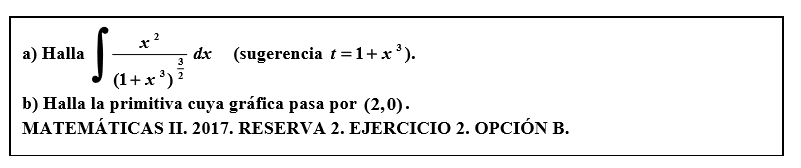 a) Halla ∫ x² / (1+x³)^(3/2) dx (sugerencia t=1+x³).
b) Halla la primitiva cuya gráfica pasa por (2,0).
MATEMÁTICAS II. 2017. RESERVA 2. EJERCICIO 2. OPCIÓN B.